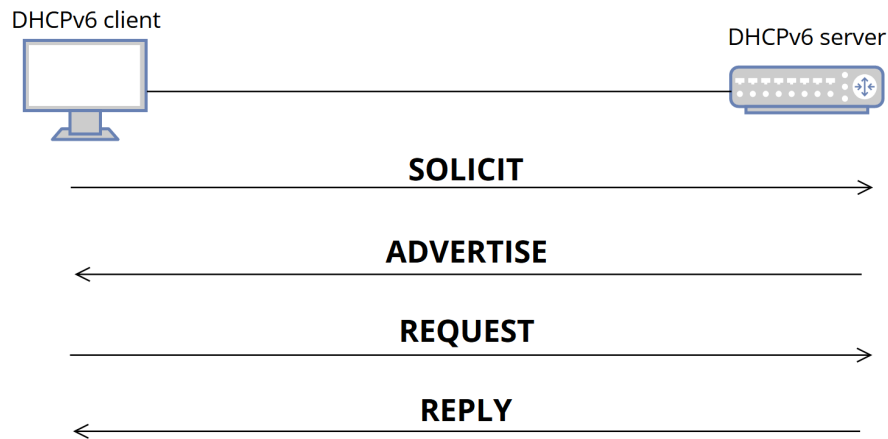 DHCPv6 client
DHCPv6 server
SOLICIT
ADVERTISE
REQUEST
REPLY